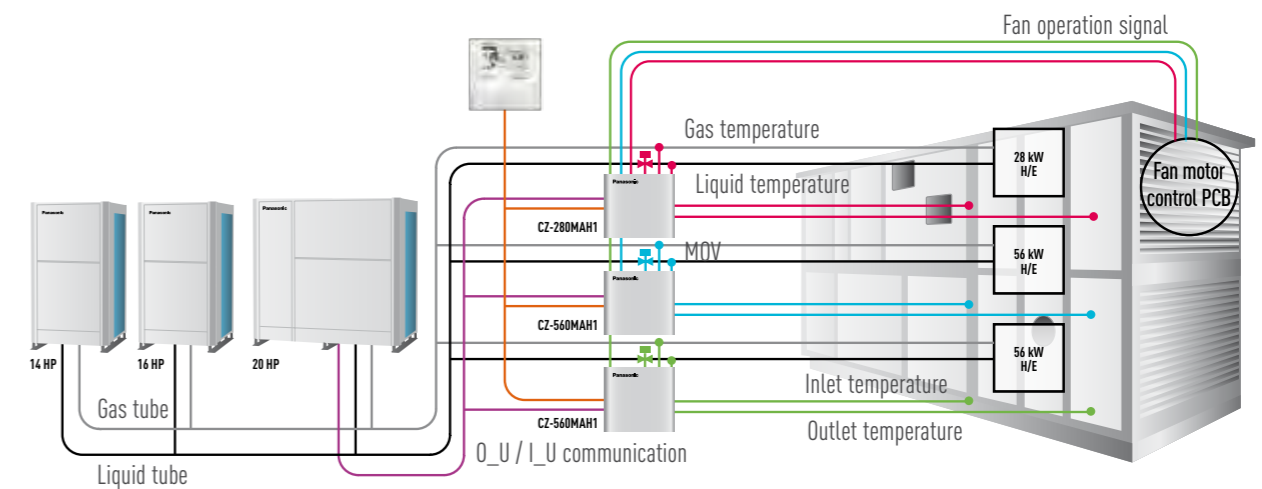 Fan operation signal
Gas temperature
28 kW
H/E
Fan motor
control PCB
Panasonic
Liquid temperature
Panasonic
Panasonic
Panasonic
CZ-280MAH1
MOV
56 kW
H/E
Panasonic
CZ-560MAH1
14 HP
16 HP
20 HP
56 kW
H/E
Panasonic
Inlet temperature
Gas tube
CZ-560MAH1
Outlet temperature
O_U / I_U communication
Liquid tube